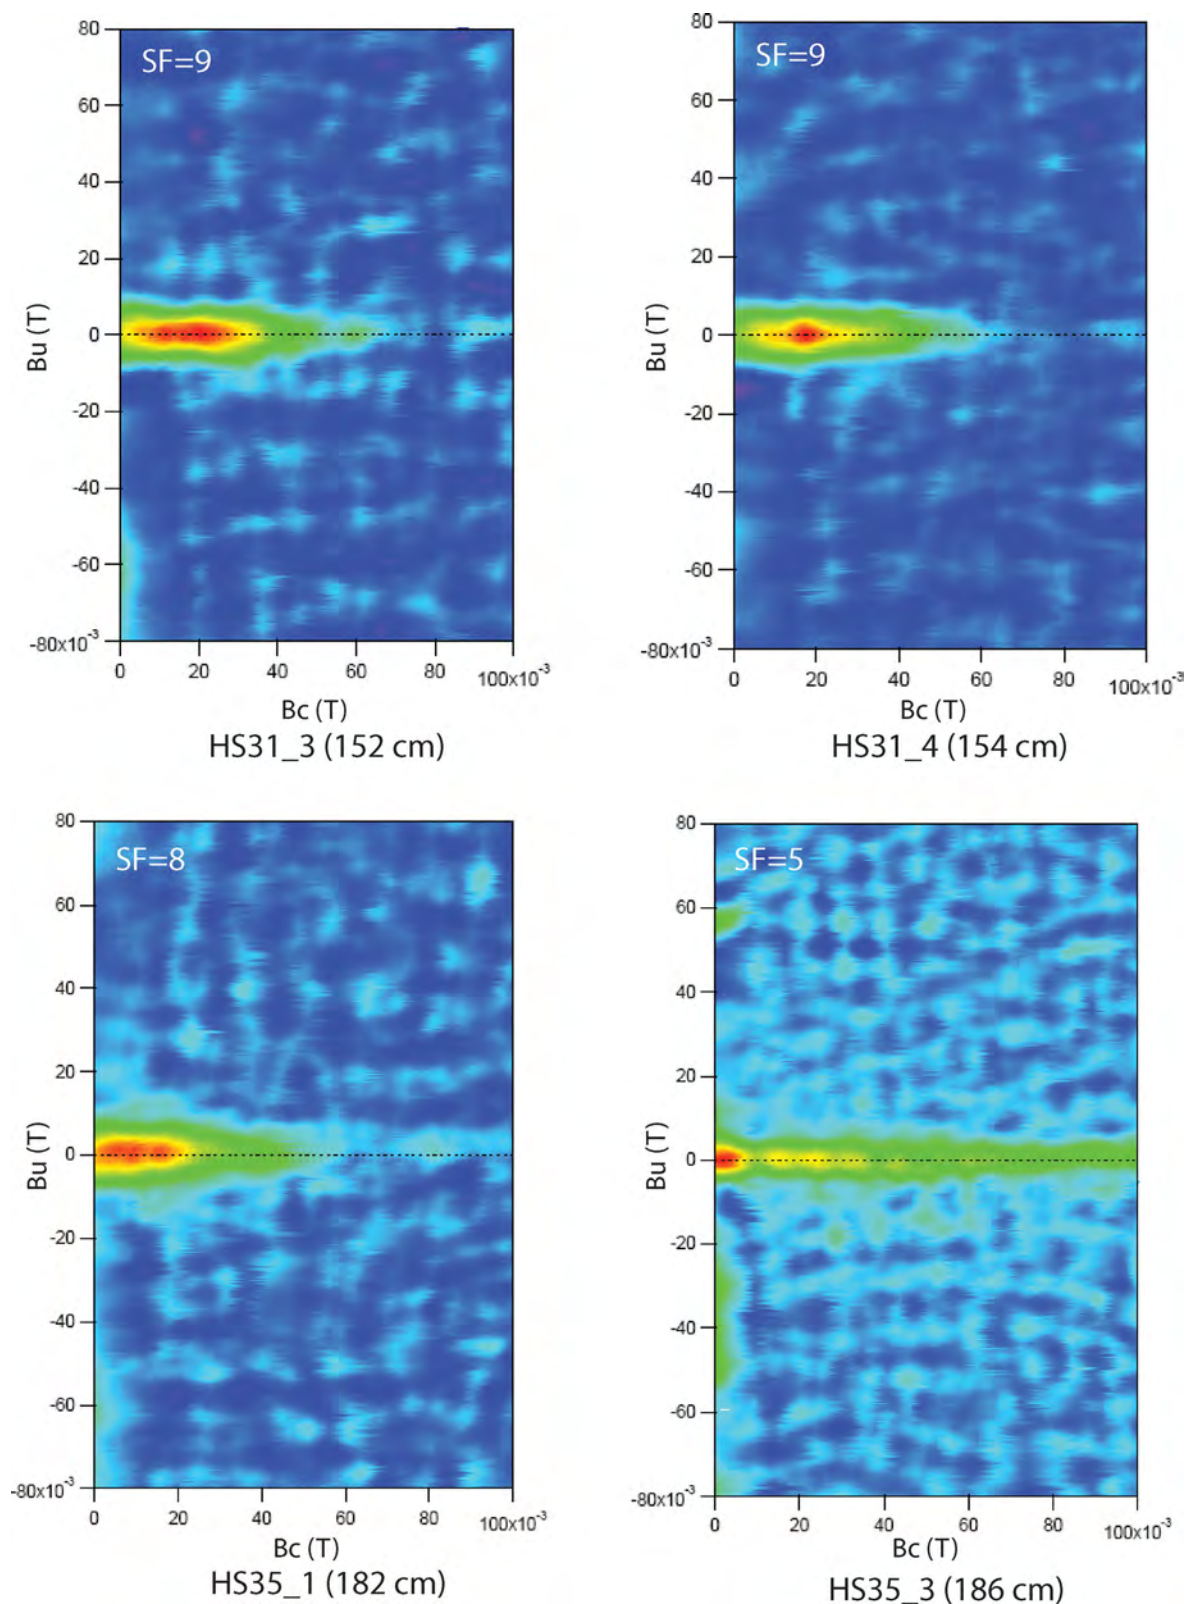 80
SF=9
60
40
20
0
-20
-40
-60
-80x10-3
Bu (T)
0 20 40 60 80 100x10-3
Bc (T)
HS31_3 (152 cm)
80
SF=9
60
40
20
0
-20
-40
-60
-80x10-3
Bu (T)
0 20 40 60 80 100x10-3
Bc (T)
HS31_4 (154 cm)
80
SF=8
60
40
20
0
-20
-40
-60
-80x10-3
Bu (T)
0 20 40 60 80 100x10-3
Bc (T)
HS35_1 (182 cm)
80
SF=5
60
40
20
0
-20
-40
-60
-80x10-3
Bu (T)
0 20 40 60 80 100x10-3
Bc (T)
HS35_3 (186 cm)